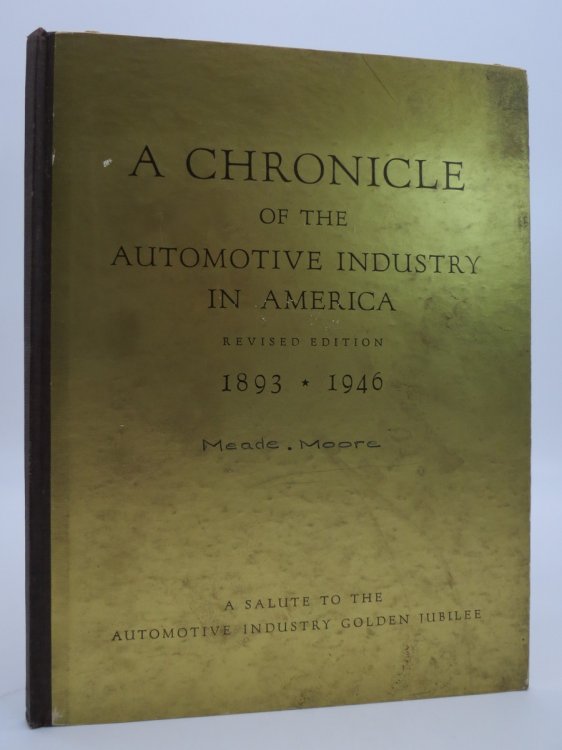 A CHRONICLE
OF THE
AUTOMOTIVE INDUSTRY
IN AMERICA
REVISED EDITION
1893 ★ 1946
Meade. Moore
A SALUTE TO THE
AUTOMOTIVE INDUSTRY GOLDEN JUBILEE